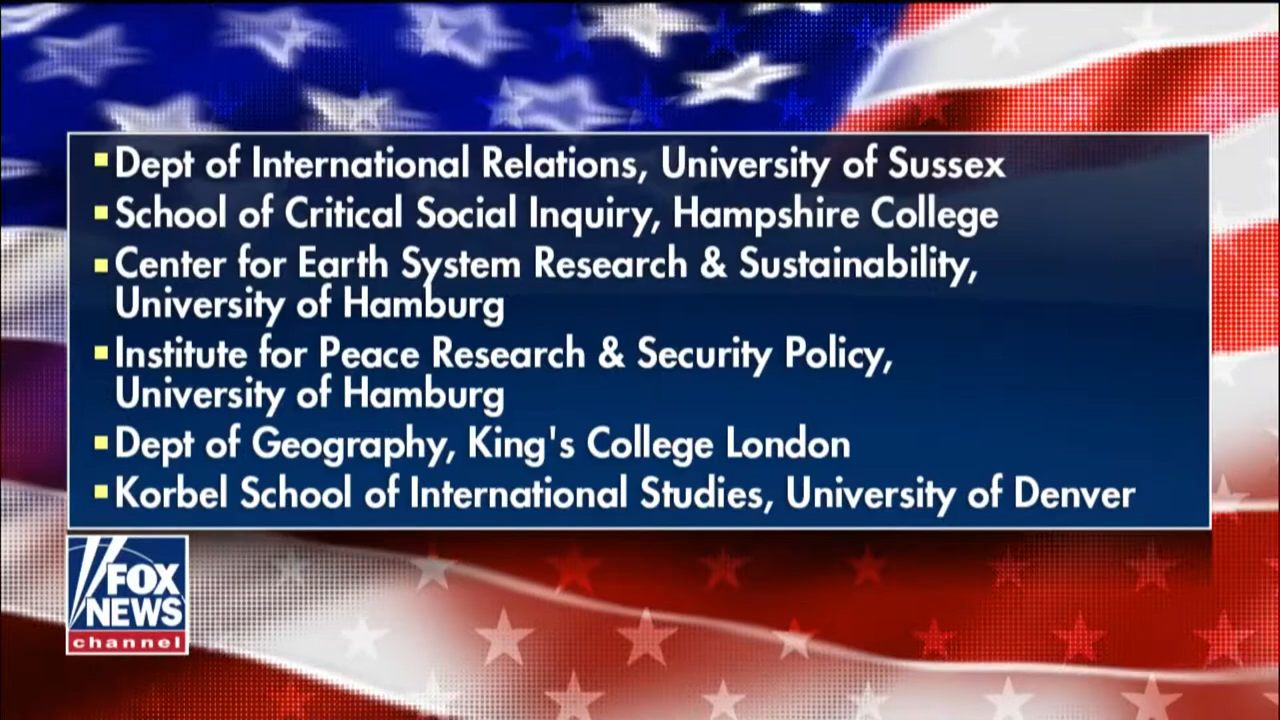 Dept of International Relations, University of Sussex
School of Critical Social Inquiry, Hampshire College
Center for Earth System Research & Sustainability,
University of Hamburg
Institute for Peace Research & Security Policy,
University of Hamburg
Dept of Geography, King's College London
Korbel School of International Studies, University of Denver
FOX
NEWS
channel